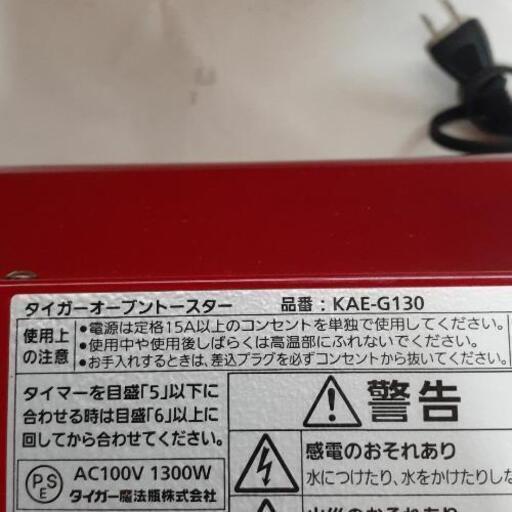 タイガーオーブントースター 品番：KAE-G130
使用上の注意
●電源は定格15A以上のコンセントを単独で使用してください。
●使用中や使用後しばらくは高温部にふれないでください。
●お手入れするときは、差込プラグを必ずコンセントから抜いてください。
タイマーを目盛「5」以下に
合わせる時は目盛「6」以上に
回してから合わせてください。
PSE
AC100V 1300W
タイガー魔法瓶株式会社
警告
感電のおそれあり
水につけたり、水をかけたりしな
火災のおそれあり